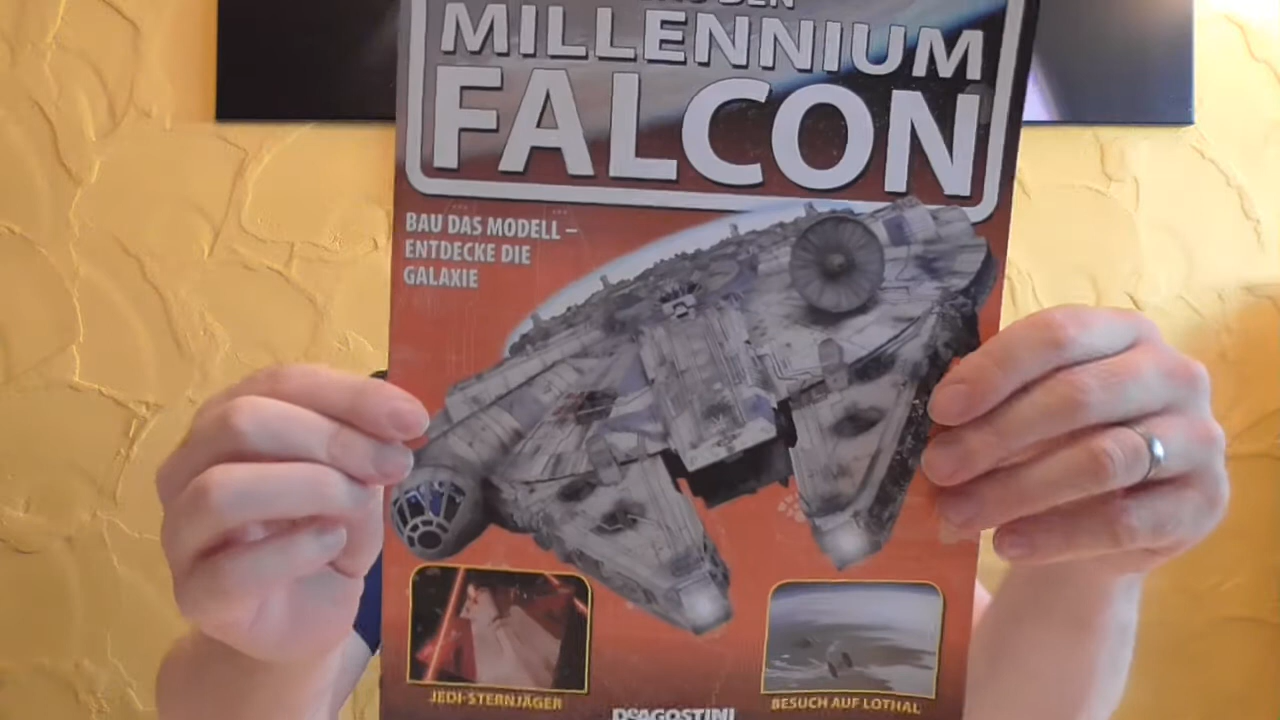 MILLENNIUM
FALCON
BAU DAS MODELL –
ENTDECKE DIE
GALAXIE
JEDI-STERNJÄGER
BESUCH AUF LOTHAL
DEAGOSTINI